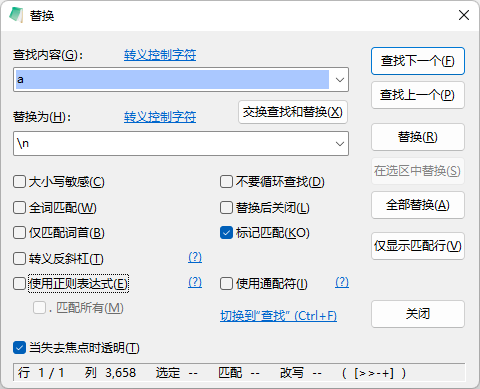 替换
查找内容(G)： 转义控制字符
a
查找下一个(F)
查找上一个(P)
替换为(H)： 转义控制字符 交换查找和替换(X)
\n
替换(R)
大小写敏感(C) 不要循环查找(D)
在选区中替换(S)
全词匹配(W) 替换后关闭(L)
全部替换(A)
仅匹配词首(B) 标记匹配(KO)
仅显示匹配行(V)
转义反斜杠(T) (?)
使用正则表达式(E) (?) 使用通配符(I) (?)
. 匹配所有(M) 切换到“查找” (Ctrl+F)
关闭
当失去焦点时透明(T)
行 1 / 1 列 3,658 选定 -- 匹配 -- 改写 -- ( [>>-+] )